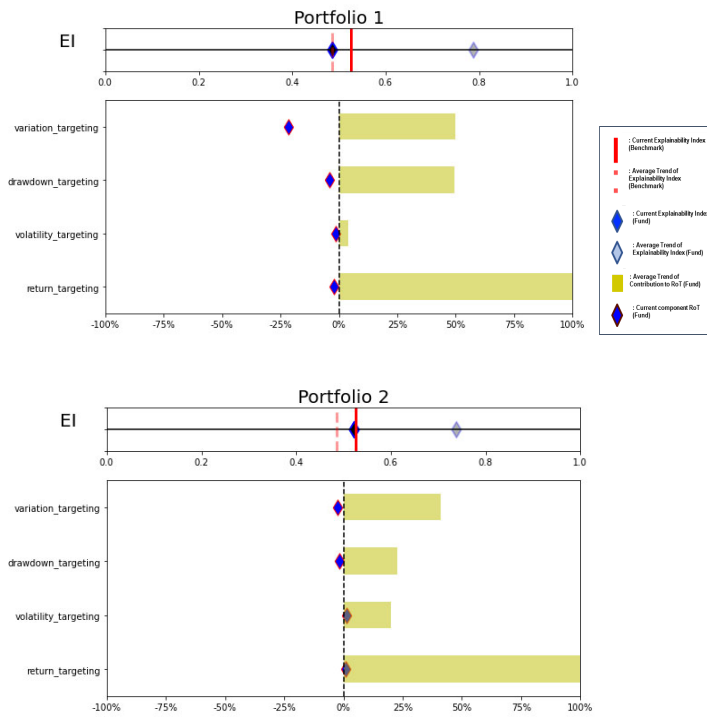 Portfolio 1
EI
0.0 0.2 0.4 0.6 0.8 1.0
variation_targeting
drawdown_targeting
volatility_targeting
return_targeting
-100% -75% -50% -25% 0% 25% 50% 75% 100%
: Current Explainability Index
(Benchmark)
: Average Trend of
Explainability Index
(Benchmark)
: Current Explainability Index
(Fund)
: Average Trend of
Explainability Index (Fund)
: Average Trend of
Contribution to RoT (Fund)
: Current component RoT
(Fund)
Portfolio 2
EI
0.0 0.2 0.4 0.6 0.8 1.0
variation_targeting
drawdown_targeting
volatility_targeting
return_targeting
-100% -75% -50% -25% 0% 25% 50% 75% 100%